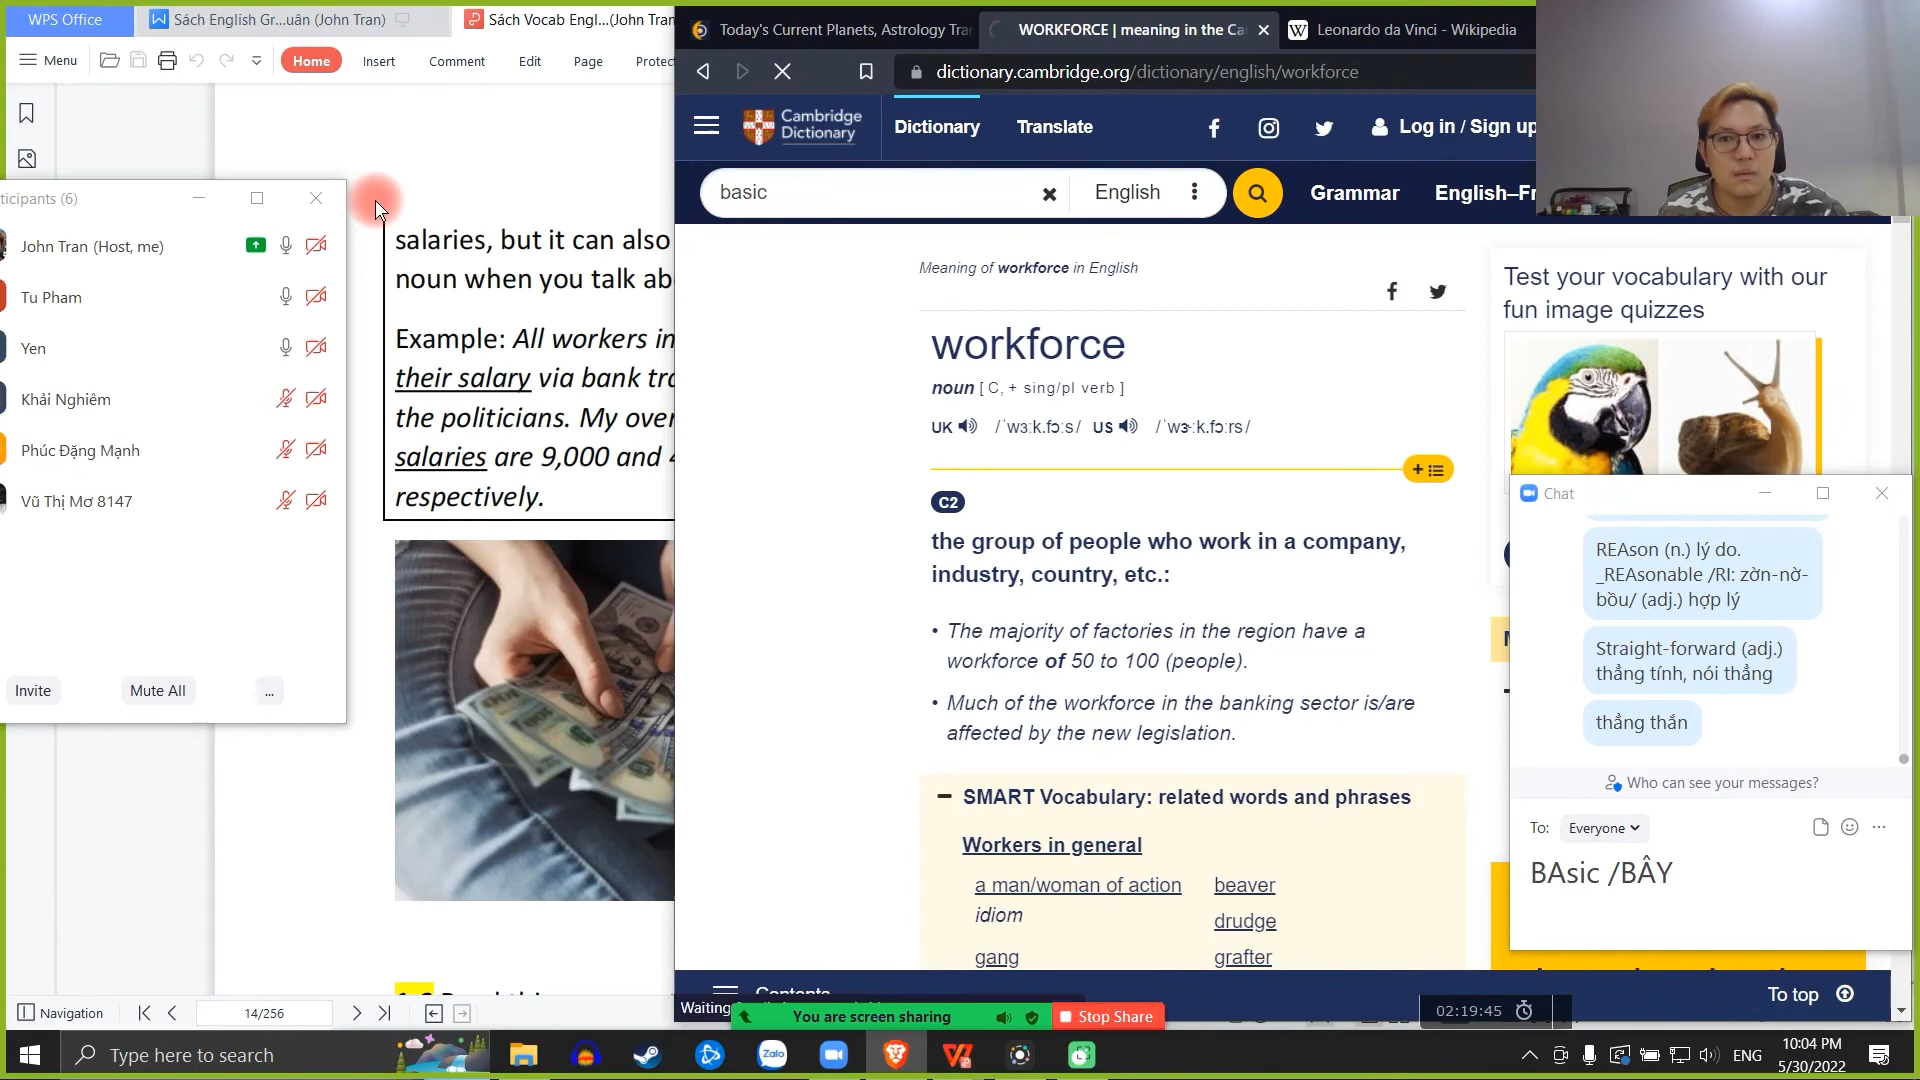 WPS Office
Sách English Gr...uân (John Tran)
Sách Vocab Engl...(John Tran
Menu
Home
Insert
Comment
Edit
Page
Protec
salaries, but it can also
noun when you talk ab
Example: All workers in
their salary via bank tra
the politicians. My over
salaries are 9,000 and 4
respectively.
ticipants (6)
John Tran (Host, me)
Tu Pham
Yen
Khải Nghiêm
Phúc Đặng Mạnh
Vũ Thị Mơ 8147
Invite
Mute All
...
Navigation
14/256
Today's Current Planets, Astrology Tra
WORKFORCE | meaning in the Ca
Leonardo da Vinci - Wikipedia
dictionary.cambridge.org/dictionary/english/workforce
Cambridge
Dictionary
Dictionary
Translate
Log in / Sign up
basic
English
Grammar
English–Fr
Meaning of workforce in English
workforce
noun [ C, + sing/pl verb ]
UK /ˈwɜːk.fɔːs/ US /ˈwɝːk.fɔːrs/
C2
the group of people who work in a company,
industry, country, etc.:
• The majority of factories in the region have a
workforce of 50 to 100 (people).
• Much of the workforce in the banking sector is/are
affected by the new legislation.
SMART Vocabulary: related words and phrases
Workers in general
a man/woman of action
idiom
gang
beaver
drudge
grafter
Contents
To top
Test your vocabulary with our
fun image quizzes
Chat
REAson (n.) lý do.
_REAsonable /RI: zờn-nờ-
bồu/ (adj.) hợp lý
Straight-forward (adj.)
thẳng tính, nói thẳng
thẳng thắn
Who can see your messages?
To:
Everyone
BAsic /BÂY
Waiting
You are screen sharing
Stop Share
02:19:45
Type here to search
Zalo
ENG
10:04 PM
5/30/2022